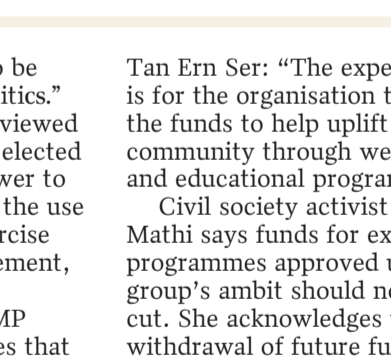 be
itics.”
viewed
elected
wer to
the use
rcise
ement,
MP
es that
Tan Ern Ser: “The expe
is for the organisation t
the funds to help uplift
community through we
and educational progra
Civil society activist
Mathi says funds for ex
programmes approved u
group’s ambit should n
cut. She acknowledges
withdrawal of future fu